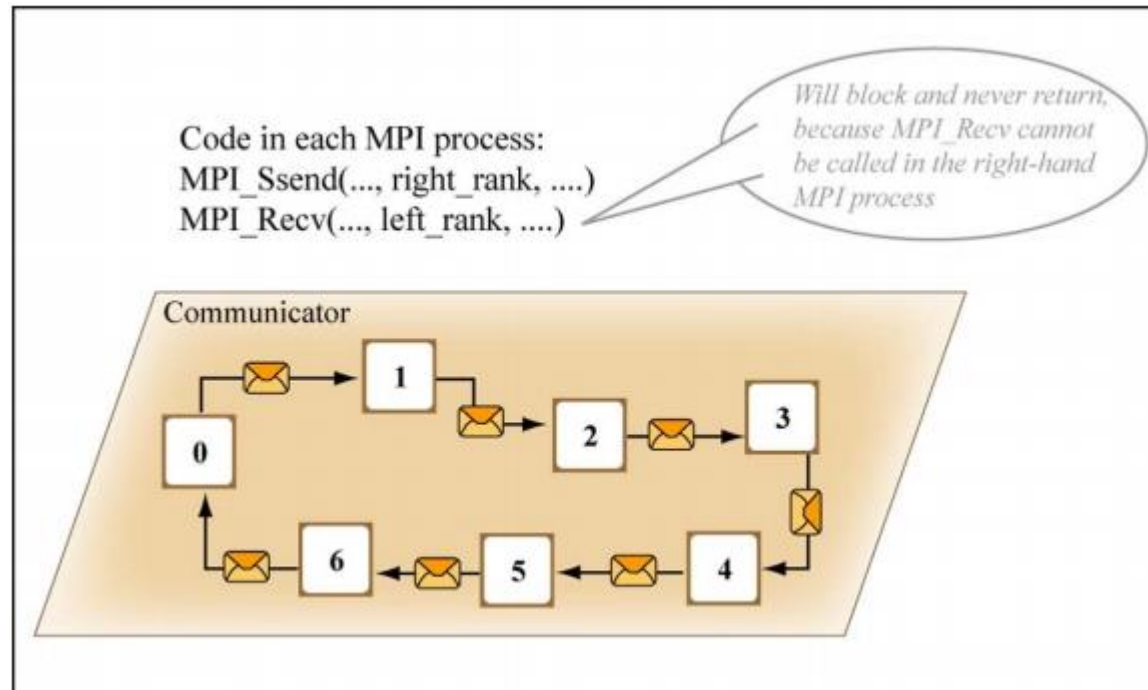 Will block and never return,
because MPI_Recv cannot
be called in the right-hand
MPI process
Code in each MPI process:
MPI_Ssend(..., right_rank, ....)
MPI_Recv(..., left_rank, ....)
Communicator
1
3
2
0
6
5
4